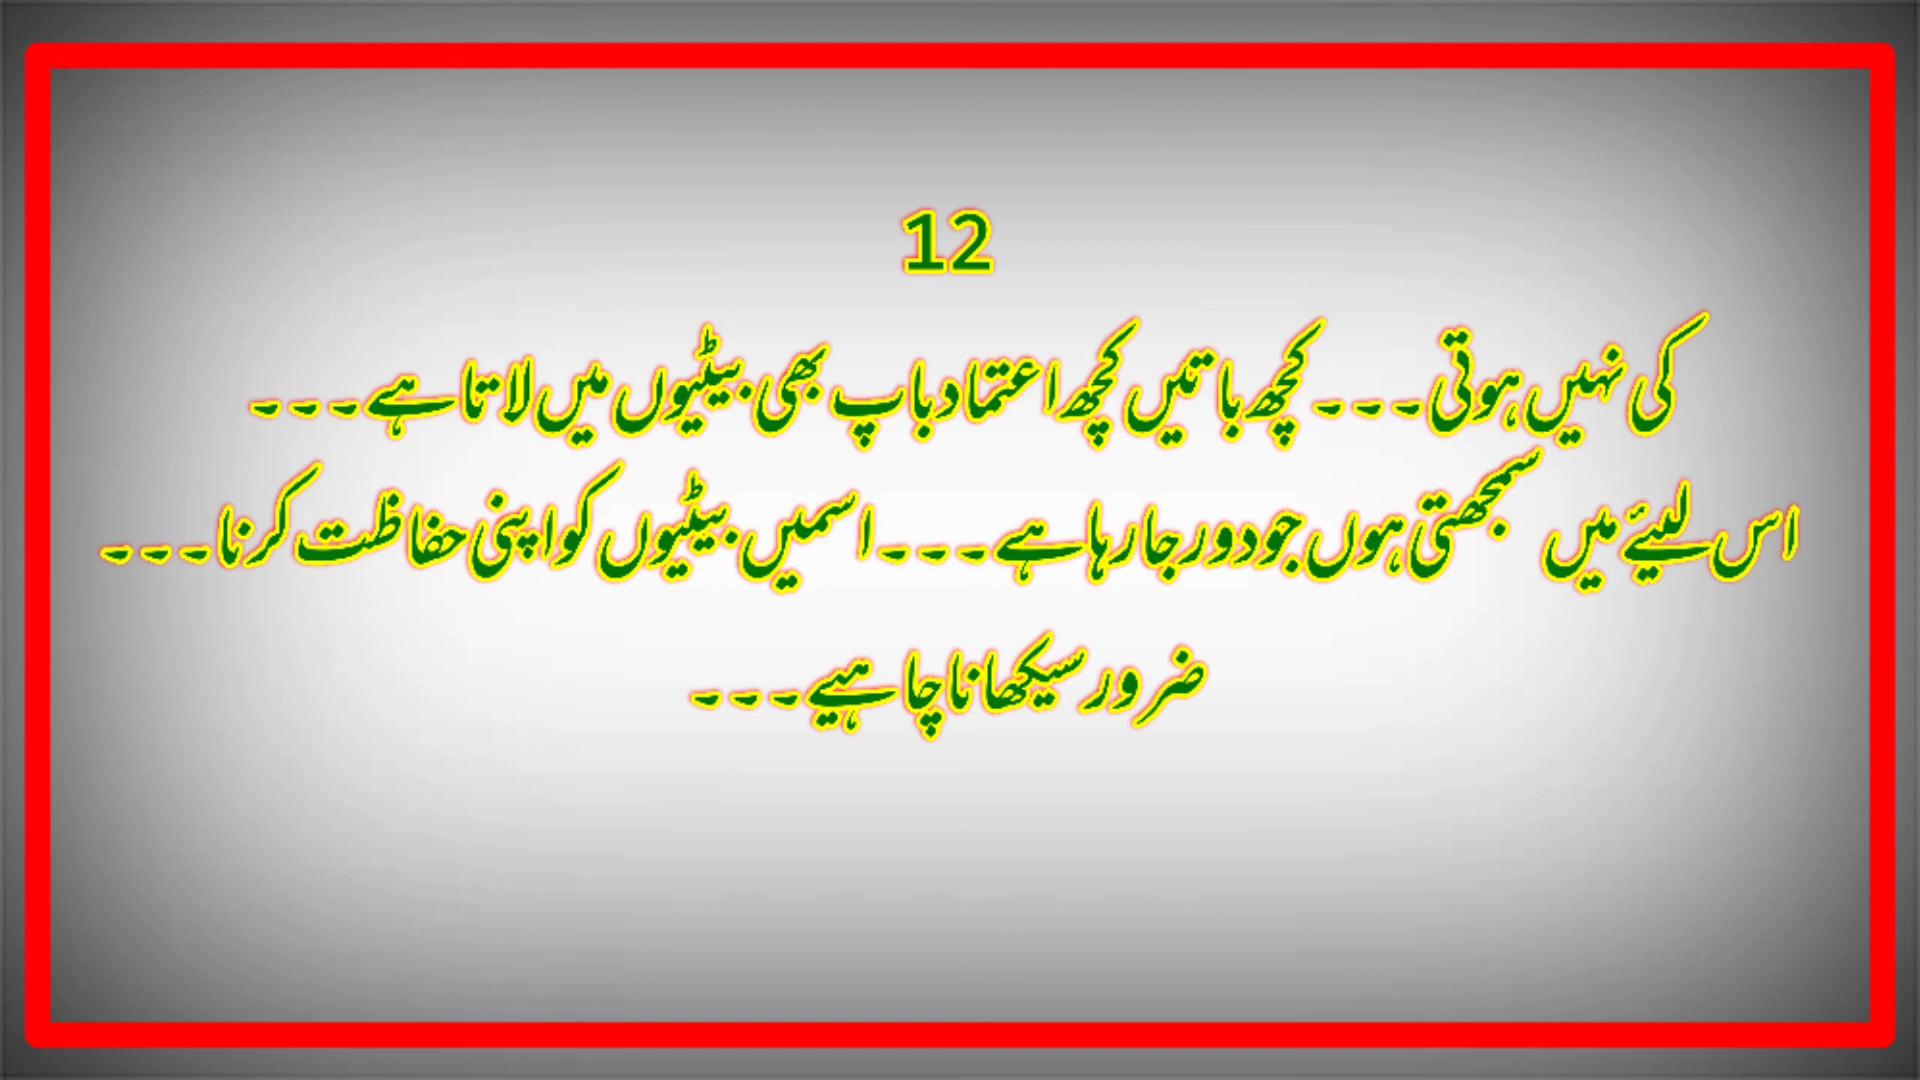 12
کی نہیں ہوتی۔۔۔ کچھ باتیں کچھ اعتماد باپ بھی بیٹیوں میں لاتا ہے۔۔۔
اس لیئے میں سمجھتی ہوں جو دور جا رہا ہے۔۔۔ اسمیں بیٹیوں کو اپنی حفاظت کرنا۔۔۔
ضرور سیکھانا چاہیے۔۔۔